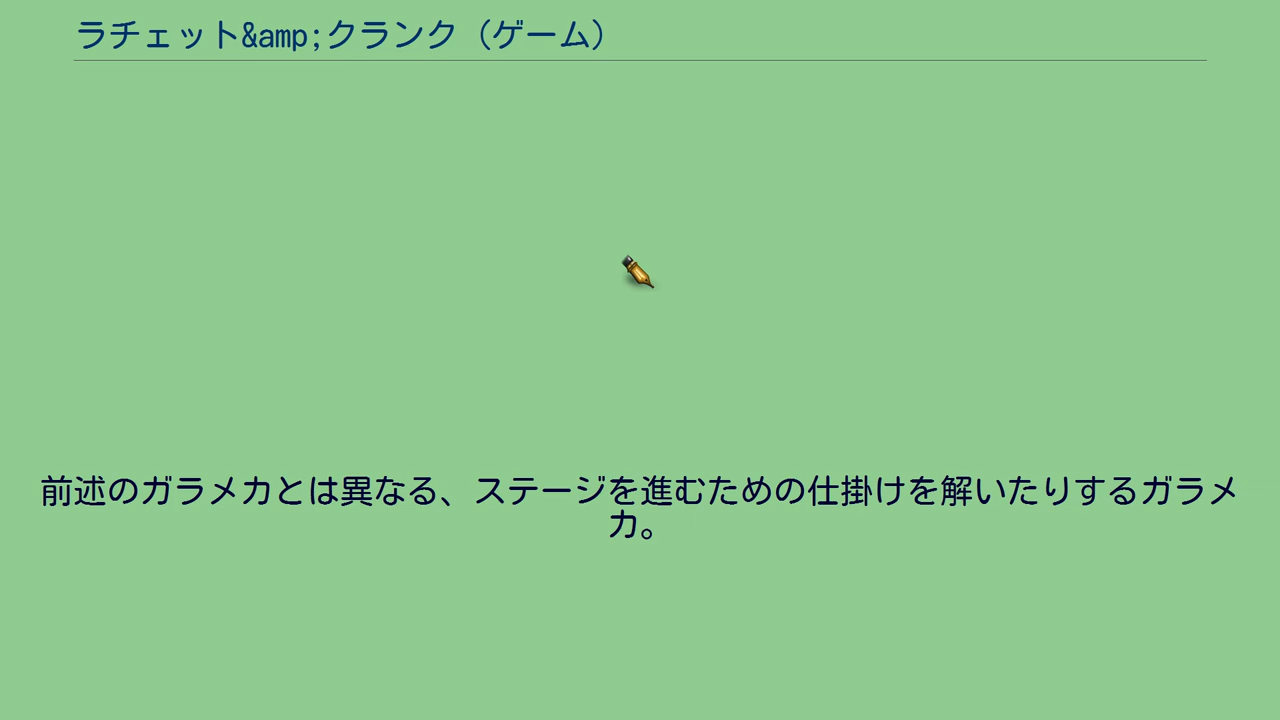 ラチェット&amp;クランク（ゲーム）
前述のガラメカとは異なる、ステージを進むための仕掛けを解いたりするガラメ
カ。